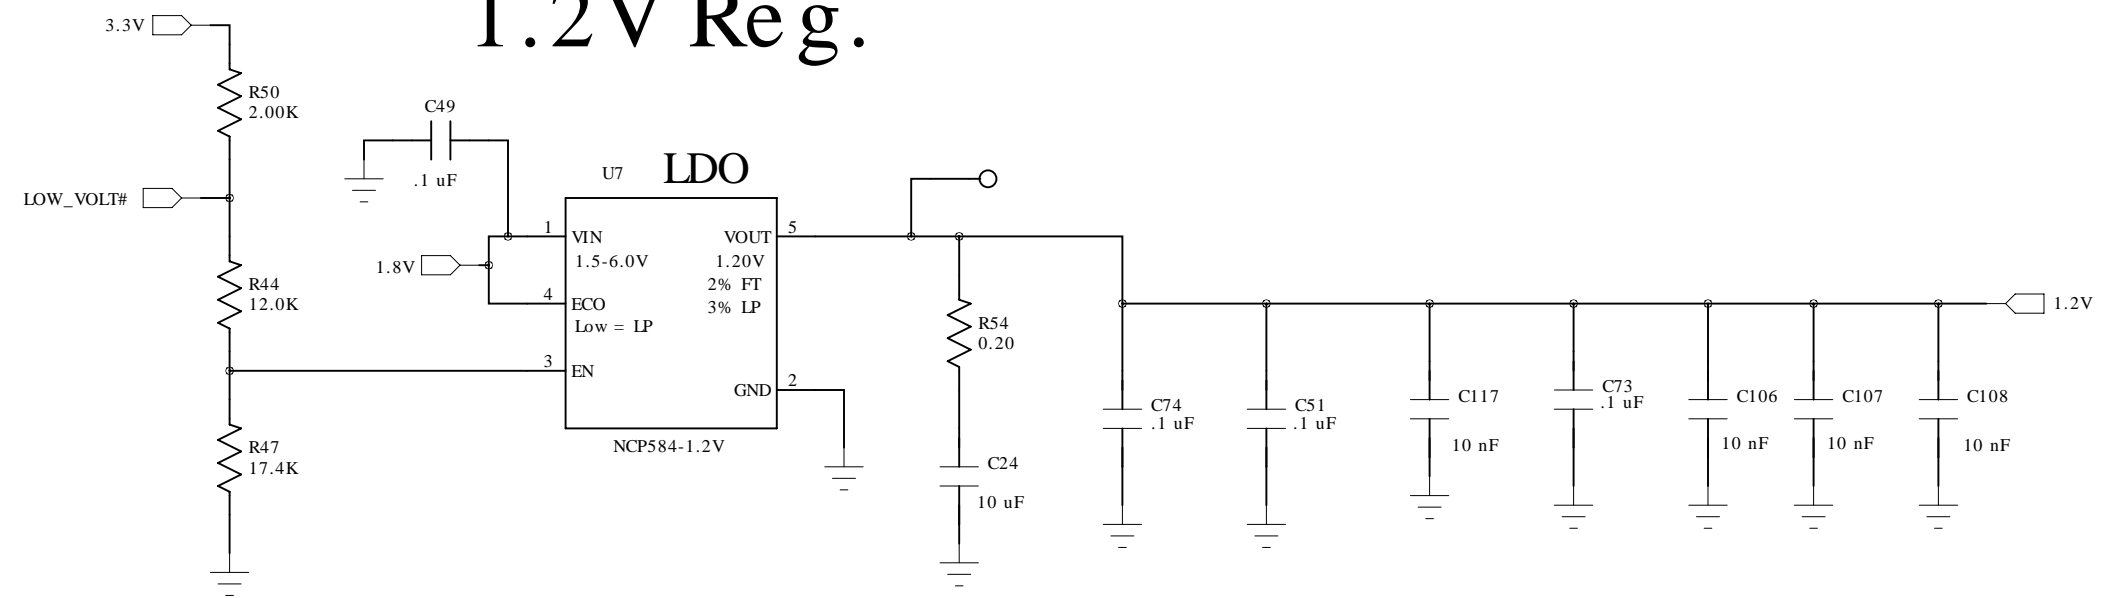 1.2V Reg.
3.3V
R50
2.00K
LOW_VOLT#
R44
12.0K
R47
17.4K
C49
.1 uF
1.8V
U7
LDO
1
VIN
1.5-6.0V
4
ECO
Low = LP
3
EN
VOUT
5
1.20V
2% FT
3% LP
GND
2
NCP584-1.2V
R54
0.20
C24
10 uF
C74
.1 uF
C51
.1 uF
C117
10 nF
C73
.1 uF
C106
10 nF
C107
10 nF
C108
10 nF
1.2V